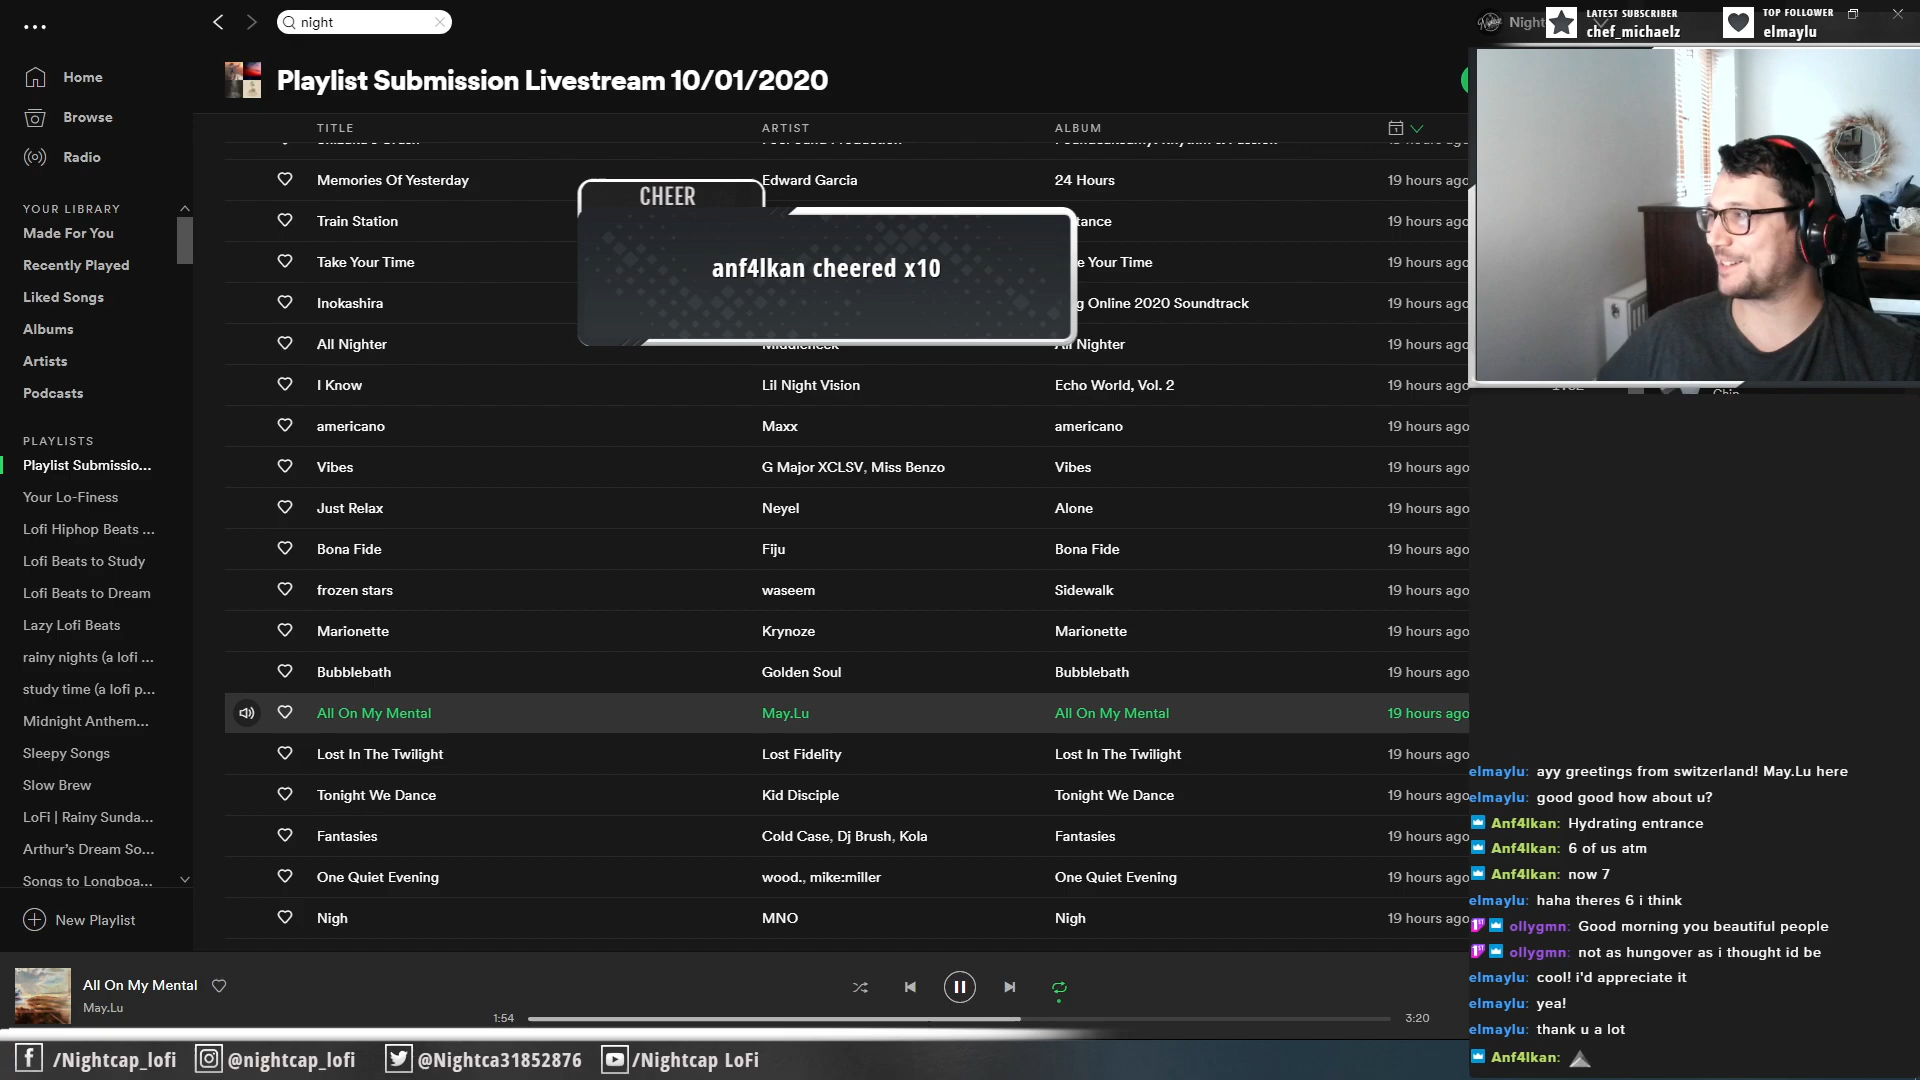 night
Home
Browse
Radio
YOUR LIBRARY
Made For You
Recently Played
Liked Songs
Albums
Artists
Podcasts
PLAYLISTS
Playlist Submissio...
Your Lo-Finess
Lofi Hiphop Beats ...
Lofi Beats to Study
Lofi Beats to Dream
Lazy Lofi Beats
rainy nights (a lofi ...
study time (a lofi p...
Midnight Anthem...
Sleepy Songs
Slow Brew
LoFi | Rainy Sunda...
Arthur's Dream So...
Songs to Longboa...
New Playlist
Playlist Submission Livestream 10/01/2020
TITLE ARTIST ALBUM
Memories Of Yesterday Edward Garcia 24 Hours 19 hours ago
Train Station 19 hours ago
Take Your Time Your Time 19 hours ago
Inokashira Online 2020 Soundtrack 19 hours ago
All Nighter Middlecheek All Nighter 19 hours ago
I Know Lil Night Vision Echo World, Vol. 2 19 hours ago
americano Maxx americano 19 hours ago
Vibes G Major XCLSV, Miss Benzo Vibes 19 hours ago
Just Relax Neyel Alone 19 hours ago
Bona Fide Fiju Bona Fide 19 hours ago
frozen stars waseem Sidewalk 19 hours ago
Marionette Krynoze Marionette 19 hours ago
Bubblebath Golden Soul Bubblebath 19 hours ago
All On My Mental May.Lu All On My Mental 19 hours ago
Lost In The Twilight Lost Fidelity Lost In The Twilight 19 hours ago
Tonight We Dance Kid Disciple Tonight We Dance 19 hours ago
Fantasies Cold Case, Dj Brush, Kola Fantasies 19 hours ago
One Quiet Evening wood., mike:miller One Quiet Evening 19 hours ago
Nigh MNO Nigh 19 hours ago
CHEER
anf4lkan cheered x10
Night
LATEST SUBSCRIBER
chef_michaelz
TOP FOLLOWER
elmaylu
elmaylu: ayy greetings from switzerland! May.Lu here
elmaylu: good good how about u?
Anf4lkan: Hydrating entrance
Anf4lkan: 6 of us atm
Anf4lkan: now 7
elmaylu: haha theres 6 i think
ollygmn: Good morning you beautiful people
ollygmn: not as hungover as i thought id be
elmaylu: cool! i'd appreciate it
elmaylu: yea!
elmaylu: thank u a lot
Anf4lkan:
All On My Mental
May.Lu
1:54 3:20
/Nightcap_lofi @nightcap_lofi @Nightca31852876 /Nightcap LoFi